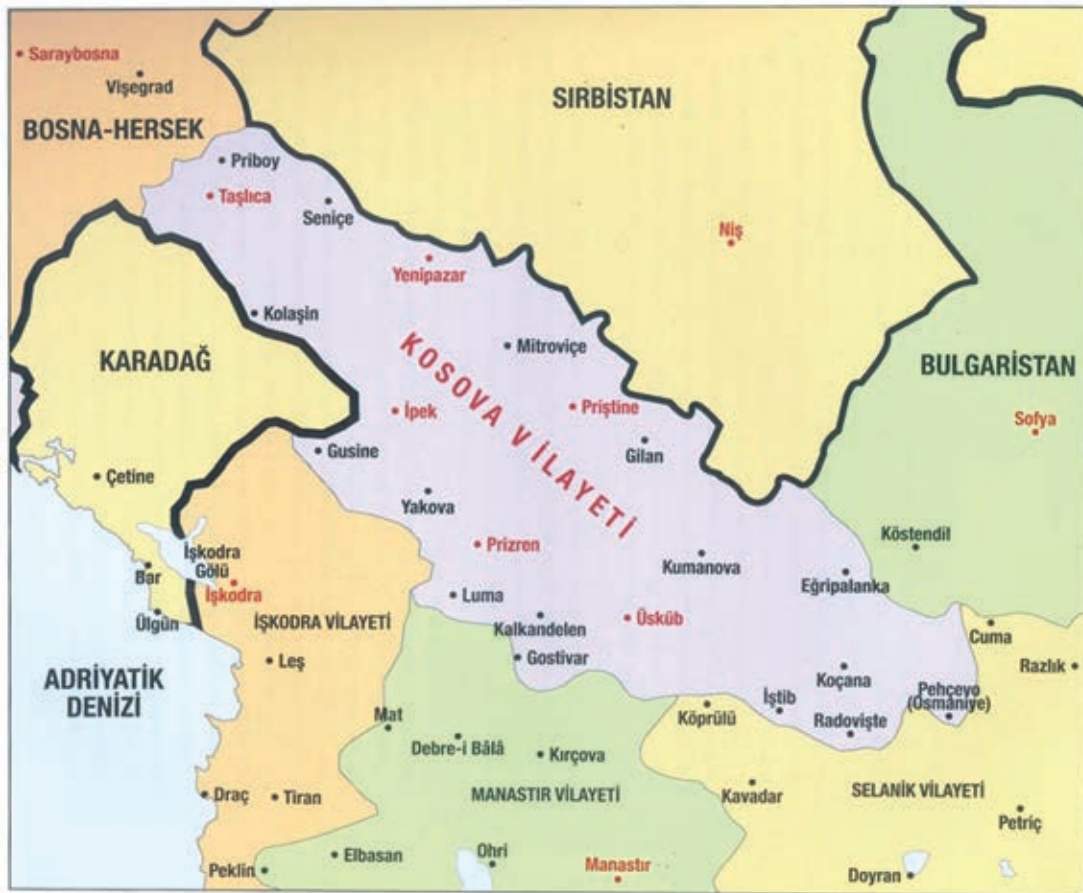 Saraybosna
Vişegrad
BOSNA-HERSEK
SIRBİSTAN
Priboy
Taşlıca
Seniçe
Niş
Yenipazar
Kolaşin
Mitroviçe
KARADAĞ
KOSOVA VİLAYETİ
BULGARİSTAN
İpek
Priştine
Sofya
Gusine
Gilan
Çetine
Yakova
Köstendil
Prizren
İşkodra
Gölü
Kumanova
Bar
Eğripalanka
İşkodra
Luma
Ülgün
İŞKODRA VİLAYETİ
Kalkandelen
Üsküb
Cuma
Gostivar
Leş
Koçana
Razlık
ADRİYATİK
DENİZİ
Pehçevo
(Osmâniye)
Mat
Köprülü
İştib
Radovişte
Debre-i Bâlâ
Kırçova
Draç
Tiran
MANASTIR VİLAYETİ
Kavadar
SELANİK VİLAYETİ
Petriç
Elbasan
Ohri
Peklin
Manastır
Doyran